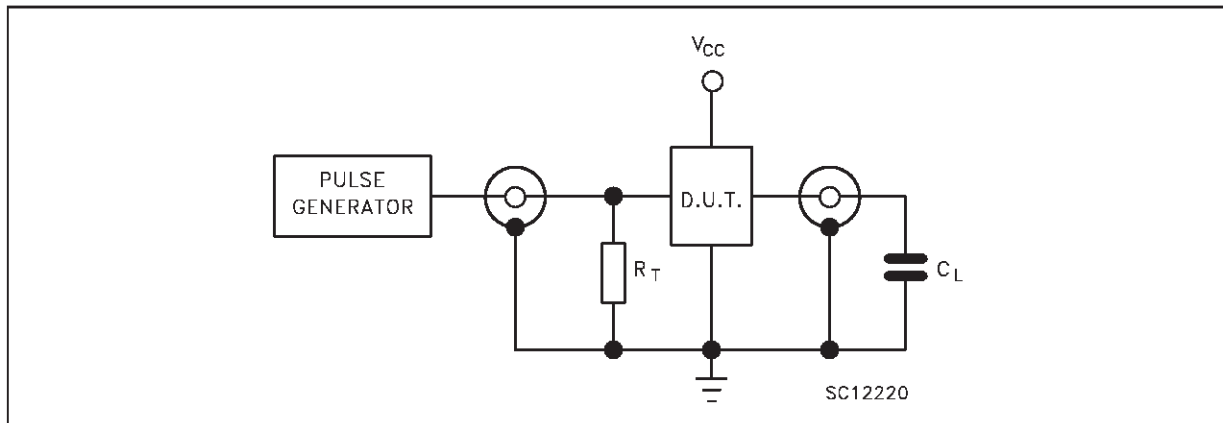 VCC
PULSE
GENERATOR
D.U.T.
RT
CL
SC12220